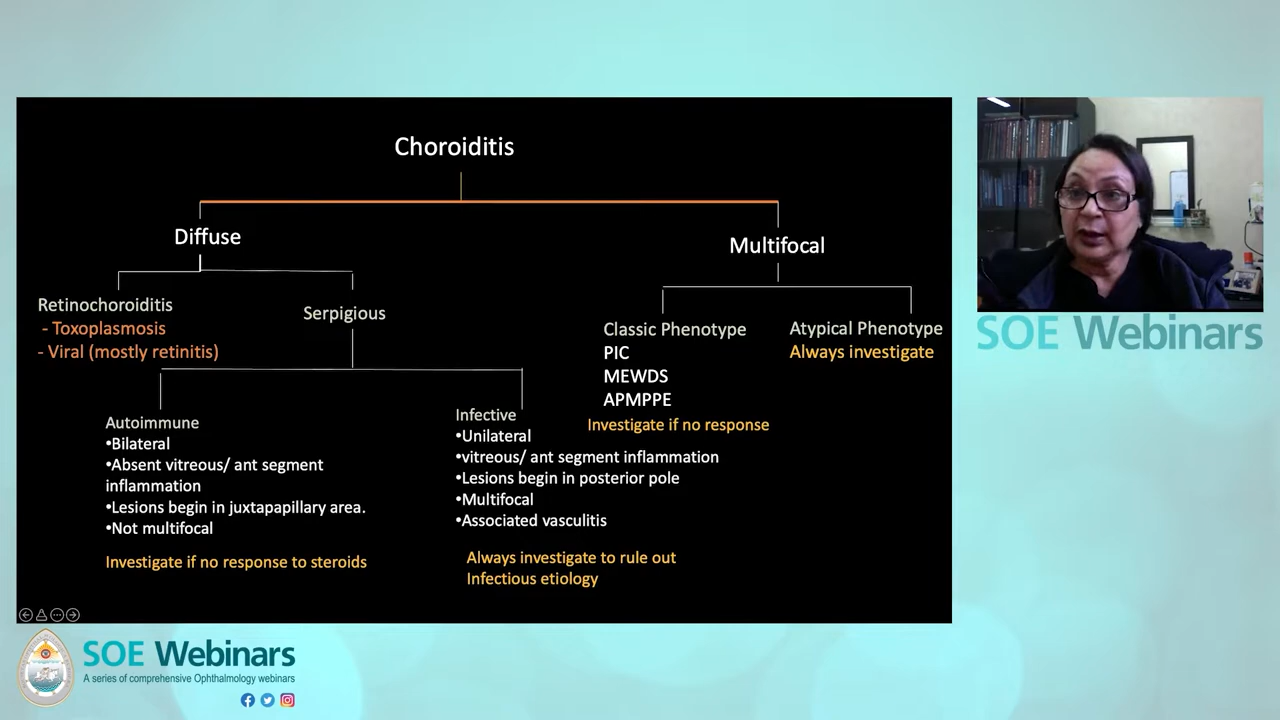 Choroiditis
Diffuse
Multifocal
Retinochoroiditis
- Toxoplasmosis
- Viral (mostly retinitis)
Serpigious
Classic Phenotype
PIC
MEWDS
APMPPE
Investigate if no response
Atypical Phenotype
Always investigate
Autoimmune
•Bilateral
•Absent vitreous/ ant segment
inflammation
•Lesions begin in juxtapapillary area.
•Not multifocal
Investigate if no response to steroids
Infective
•Unilateral
•vitreous/ ant segment inflammation
•Lesions begin in posterior pole
•Multifocal
•Associated vasculitis
Always investigate to rule out
Infectious etiology
SOE Webinars
SOE Webinars
A series of comprehensive Ophthalmology webinars